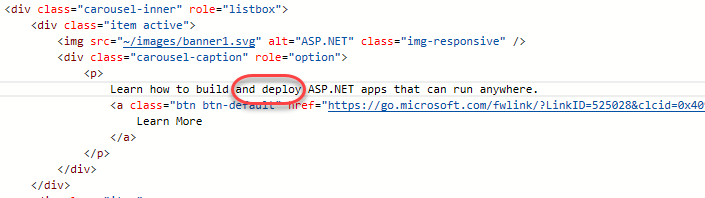 <div class="carousel-inner" role="listbox">
<div class="item active">
<img src="~/images/banner1.svg" alt="ASP.NET" class="img-responsive" />
<div class="carousel-caption" role="option">
<p>
Learn how to build and deploy ASP.NET apps that can run anywhere.
<a class="btn btn-default" href="https://go.microsoft.com/fwlink/?LinkID=525028&clcid=0x40
Learn More
</a>
</p>
</div>
</div>